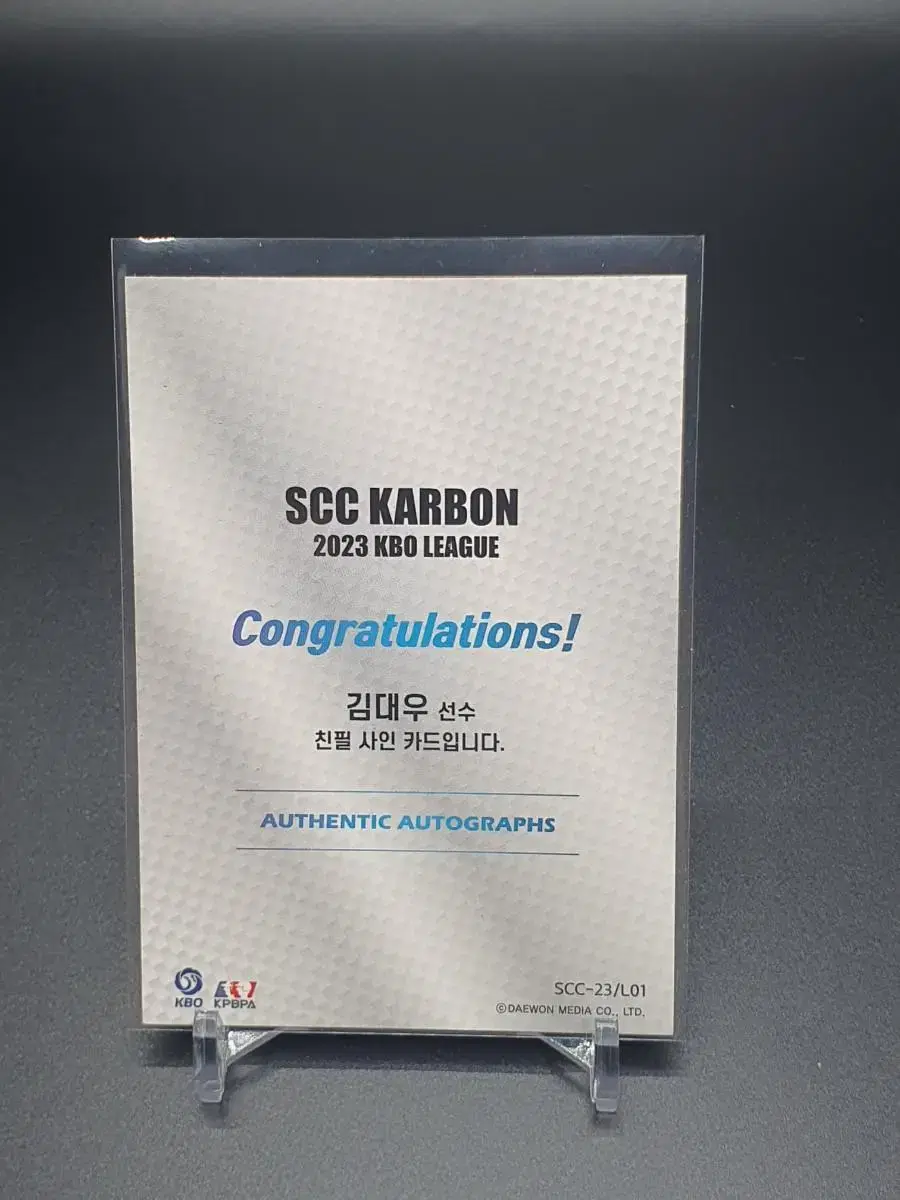 SCC KARBON
2023 KBO LEAGUE
Congratulations!
김대우 선수
친필 사인 카드입니다.
AUTHENTIC AUTOGRAPHS
KBO KPBPA
SCC-23/L01
©DAEWON MEDIA CO., LTD.